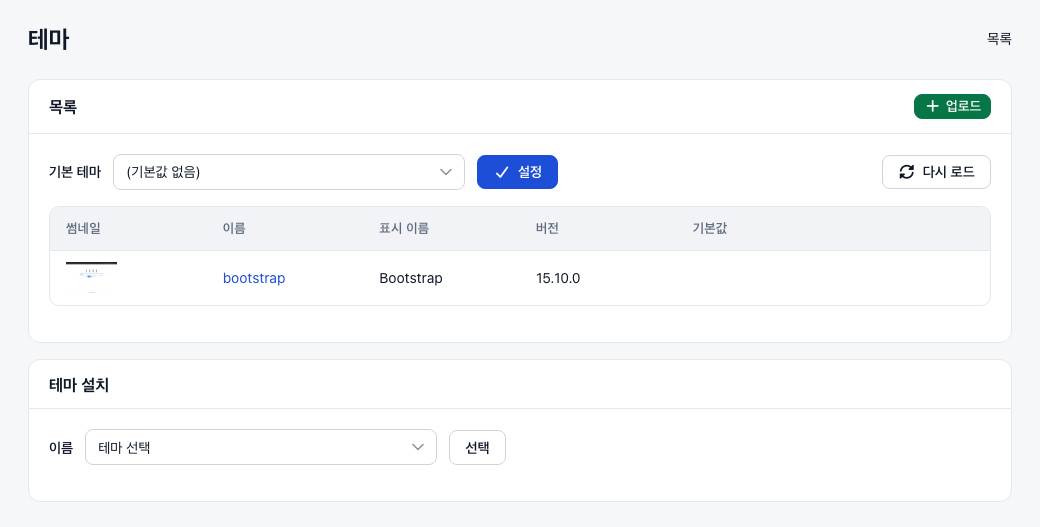 테마
목록
목록
업로드
기본 테마 (기본값 없음) 설정 다시 로드
썸네일 이름 표시 이름 버전 기본값
bootstrap Bootstrap 15.10.0
테마 설치
이름 테마 선택 선택